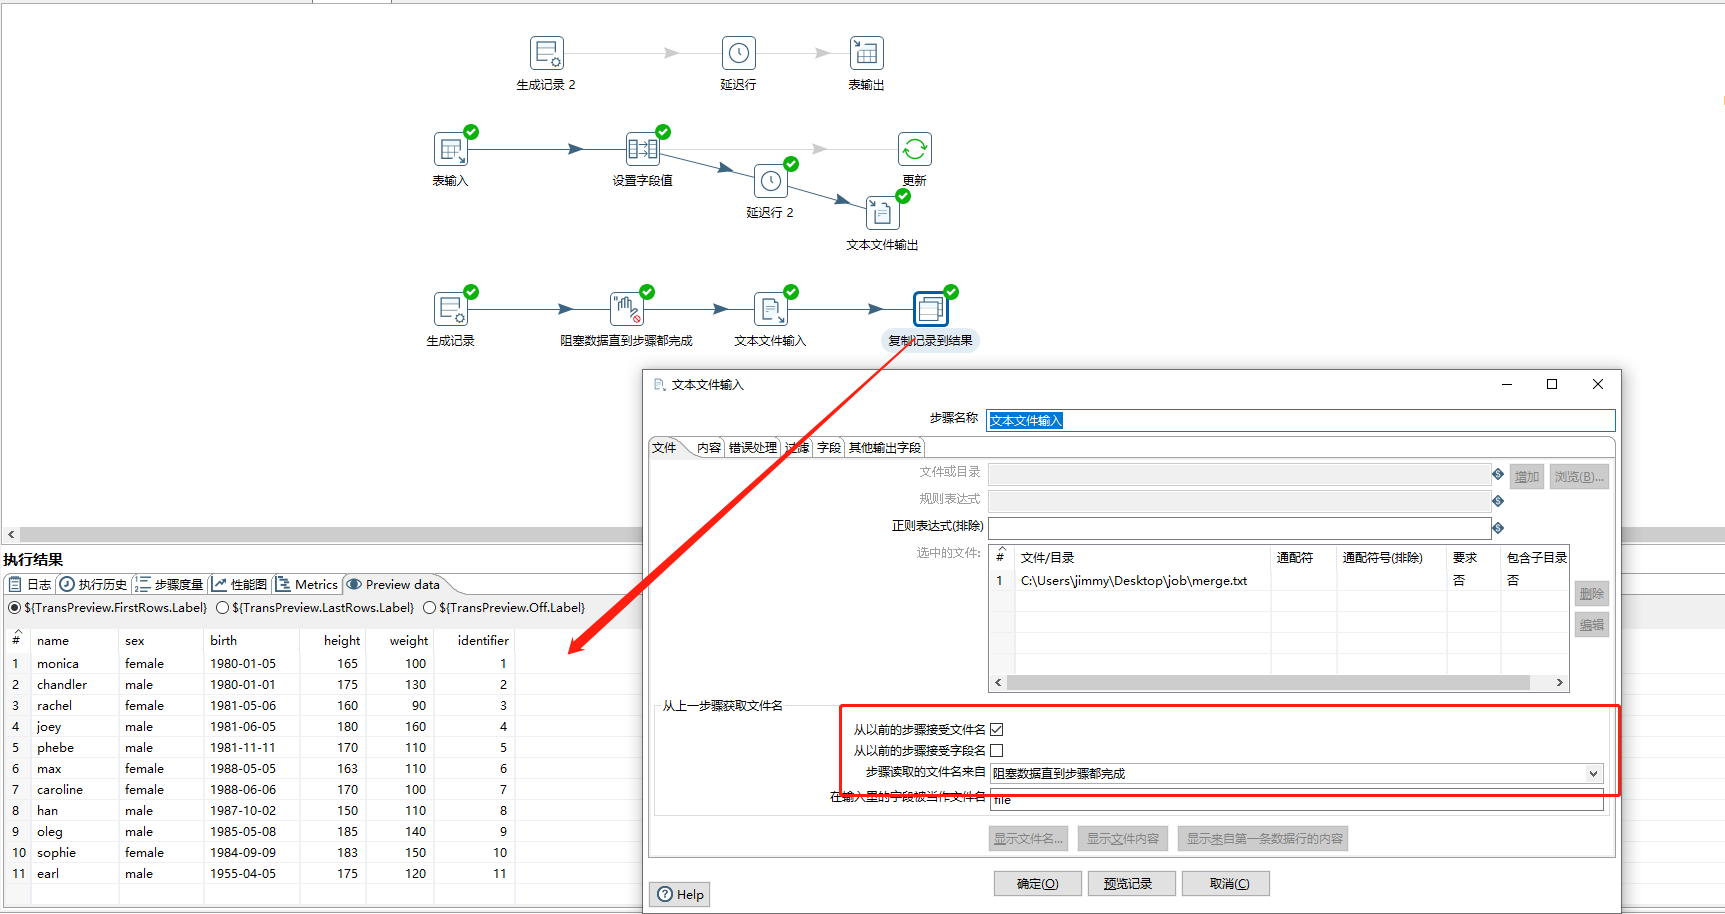 生成记录 2
延迟行
表输出
表输入
设置字段值
更新
延迟行 2
文本文件输出
生成记录
阻塞数据直到步骤都完成
文本文件输入
复制记录到结果
文本文件输入
步骤名称 文本文件输入
文件 内容 错误处理 过滤 字段 其他输出字段
文件或目录 增加 浏览(B)...
规则表达式
正则表达式(排除)
选中的文件:
# 文件/目录 通配符 通配符号(排除) 要求 包含子目录
1 C:\Users\jimmy\Desktop\job\merge.txt 否 否
删除
编辑
从上一步骤获取文件名
从以前的步骤接受文件名
从以前的步骤接受字段名
步骤读取的文件名来自 阻塞数据直到步骤都完成
在输入里的字段被当作文件名 file
显示文件名... 显示文件内容 显示来自第一条数据行的内容
确定(O) 预览记录 取消(C)
Help
执行结果
日志 执行历史 步骤度量 性能图 Metrics Preview data
${TransPreview.FirstRows.Label} ${TransPreview.LastRows.Label} ${TransPreview.Off.Label}
# name sex birth height weight identifier
1 monica female 1980-01-05 165 100 1
2 chandler male 1980-01-01 175 130 2
3 rachel female 1981-05-06 160 90 3
4 joey male 1981-06-05 180 160 4
5 phebe male 1981-11-11 170 110 5
6 max female 1988-05-05 163 110 6
7 caroline female 1988-06-06 170 100 7
8 han male 1987-10-02 150 110 8
9 oleg male 1985-05-08 185 140 9
10 sophie female 1984-09-09 183 150 10
11 earl male 1955-04-05 175 120 11